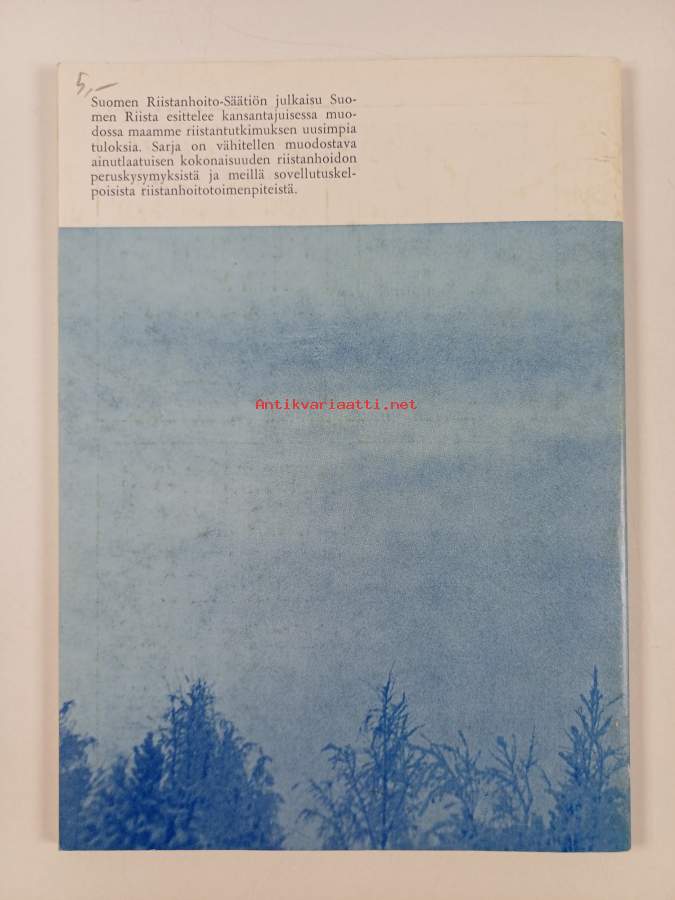 5,—
Suomen Riistanhoito-Säätiön julkaisu Suo-
men Riista esittelee kansantajuisessa muo-
dossa maamme riistantutkimuksen uusimpia
tuloksia. Sarja on vähitellen muodostava
ainutlaatuisen kokonaisuuden riistanhoidon
peruskysymyksistä ja meillä sovellutuskel-
poisista riistanhoitotoimenpiteistä.
Antikvariaatti.net